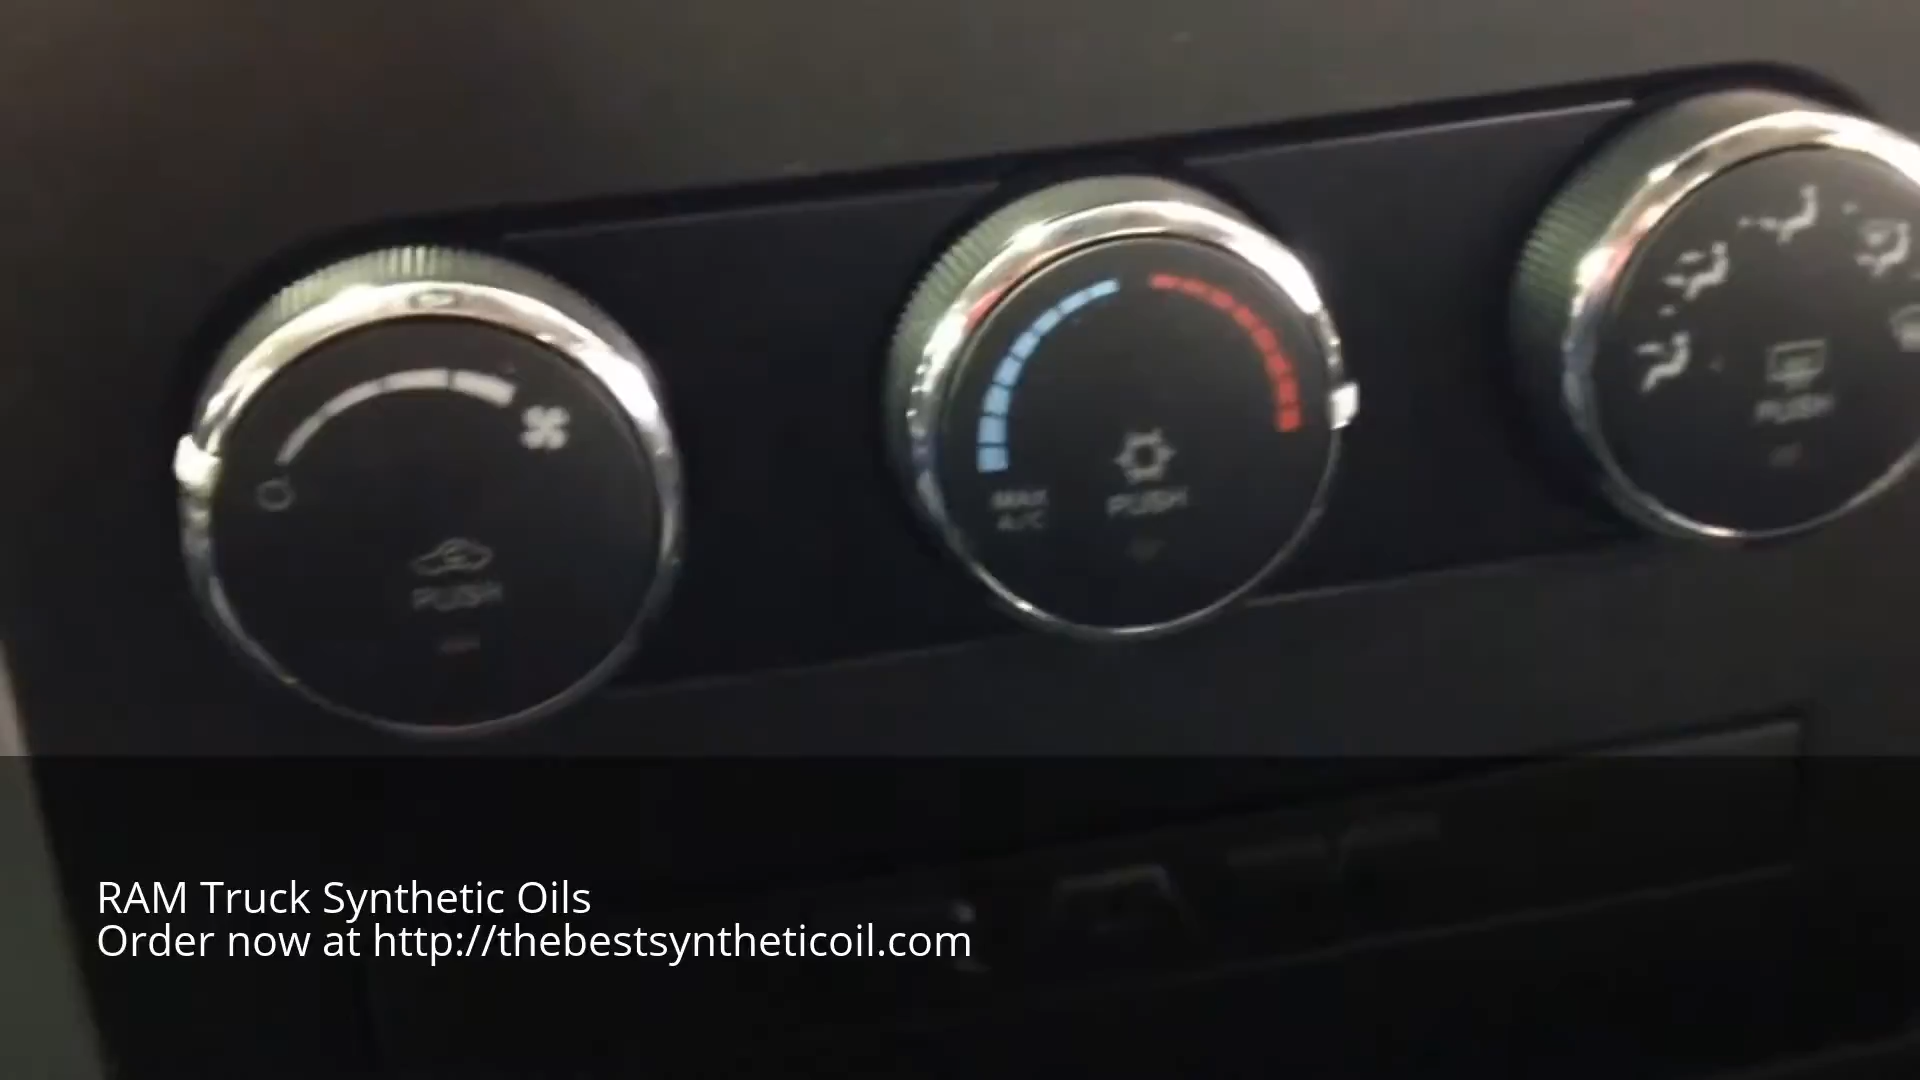 PUSH
MAX
A/C
PUSH
PUSH
RAM Truck Synthetic Oils
Order now at http://thebestsyntheticoil.com